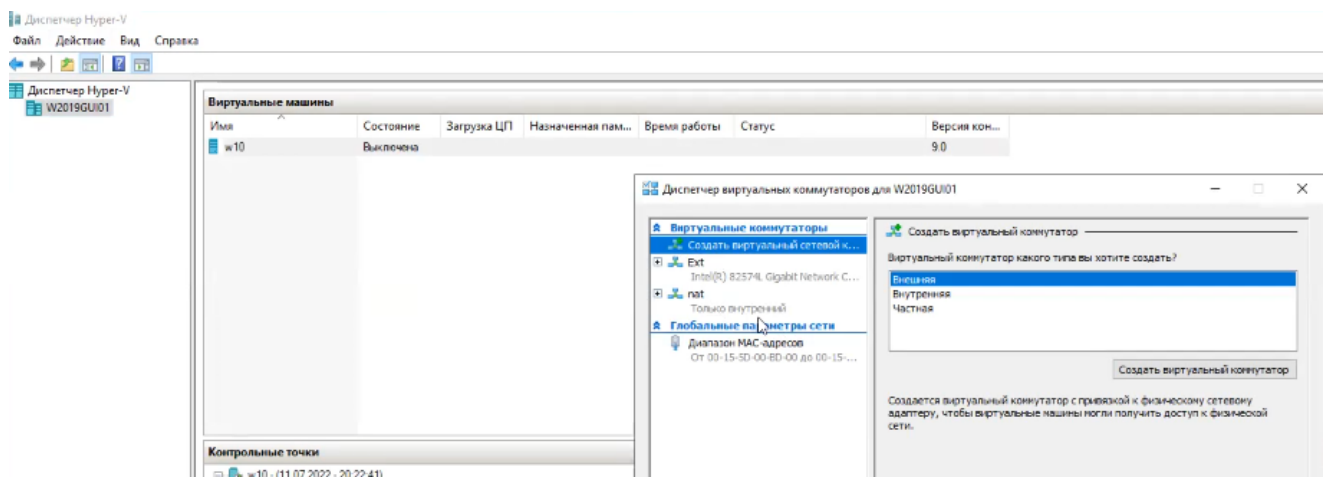 Диспетчер Hyper-V
Файл Действие Вид Справка
Диспетчер Hyper-V
W2019GUI01
Виртуальные машины
Имя Состояние Загрузка ЦП Назначенная пам... Время работы Статус Версия кон...
w10 Выключена 9.0
Диспетчер виртуальных коммутаторов для W2019GUI01
Виртуальные коммутаторы
Создать виртуальный сетевой к...
Ext
Intel(R) 82574L Gigabit Network C...
nat
Только внутренний
Глобальные параметры сети
Диапазон MAC-адресов
От 00-15-5D-00-BD-00 до 00-15-...
Создать виртуальный коммутатор
Виртуальный коммутатор какого типа вы хотите создать?
Внешняя
Внутренняя
Частная
Создать виртуальный коммутатор
Создается виртуальный коммутатор с привязкой к физическому сетевому
адаптеру, чтобы виртуальные машины могли получить доступ к физической
сети.
Контрольные точки
w10 - (11.07.2022 - 20:22:41)